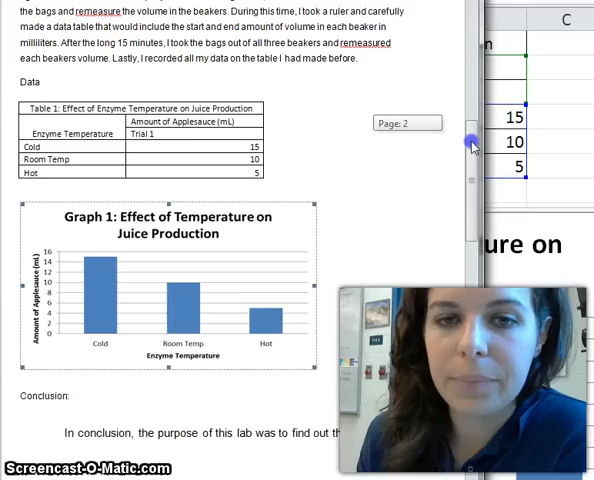 the bags and remeasure the volume in the beakers. During this time, I took a ruler and carefully
made a data table that would include the start and end amount of volume in each beaker in
milliliters. After the long 15 minutes, I took the bags out of all three beakers and remeasured
each beakers volume. Lastly, I recorded all my data on the table I had made before.
Data
Table 1: Effect of Enzyme Temperature on Juice Production
Amount of Applesauce (mL)
Enzyme Temperature Trial 1
Cold 15
Room Temp 10
Hot 5
Page: 2
C
n
15
10
5
ure on
Graph 1: Effect of Temperature on
Juice Production
Amount of Applesauce (mL)
16
14
12
10
8
6
4
2
0
Cold Room Temp Hot
Enzyme Temperature
Conclusion:
In conclusion, the purpose of this lab was to find out th
Screencast-O-Matic.com